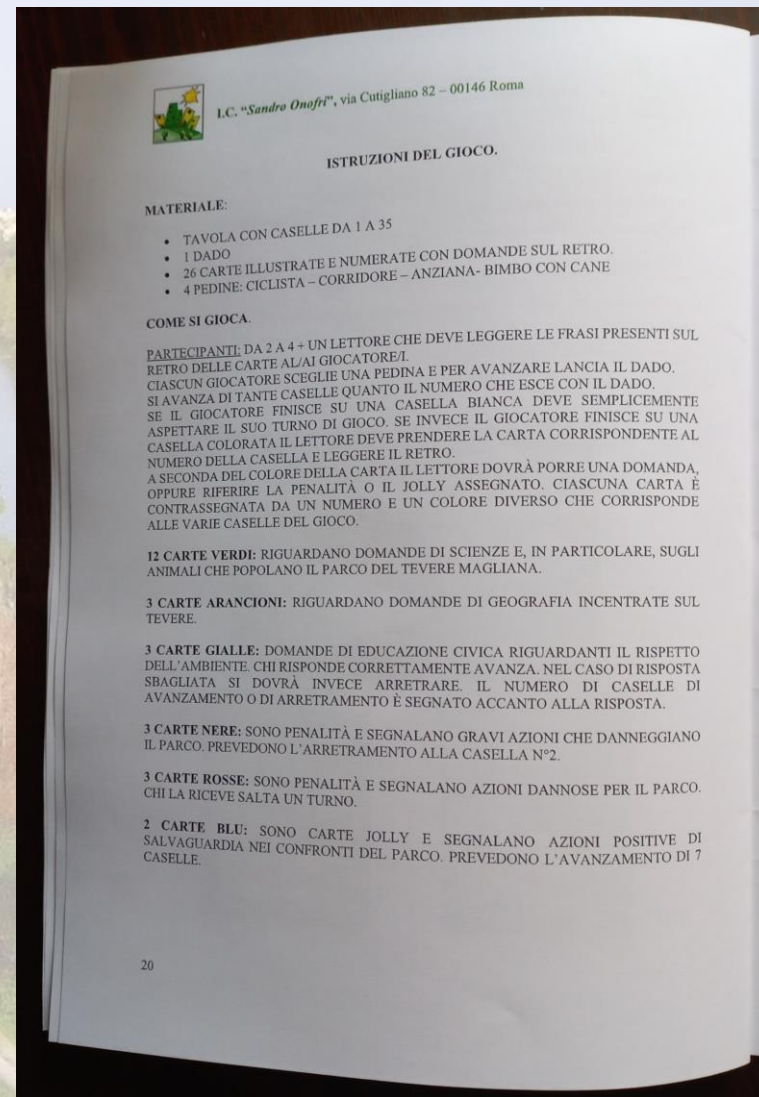 I.C. “Sandro Onofri”, via Cutigliano 82 – 00146 Roma
ISTRUZIONI DEL GIOCO.
MATERIALE:
• TAVOLA CON CASELLE DA 1 A 35
• 1 DADO
• 26 CARTE ILLUSTRATE E NUMERATE CON DOMANDE SUL RETRO.
• 4 PEDINE: CICLISTA – CORRIDORE – ANZIANA- BIMBO CON CANE
COME SI GIOCA.
PARTECIPANTI: DA 2 A 4 + UN LETTORE CHE DEVE LEGGERE LE FRASI PRESENTI SUL
RETRO DELLE CARTE AL/AI GIOCATORE/I.
CIASCUN GIOCATORE SCEGLIE UNA PEDINA E PER AVANZARE LANCIA IL DADO.
SI AVANZA DI TANTE CASELLE QUANTO IL NUMERO CHE ESCE CON IL DADO.
SE IL GIOCATORE FINISCE SU UNA CASELLA BIANCA DEVE SEMPLICEMENTE
ASPETTARE IL SUO TURNO DI GIOCO. SE INVECE IL GIOCATORE FINISCE SU UNA
CASELLA COLORATA IL LETTORE DEVE PRENDERE LA CARTA CORRISPONDENTE AL
NUMERO DELLA CASELLA E LEGGERE IL RETRO.
A SECONDA DEL COLORE DELLA CARTA IL LETTORE DOVRÀ PORRE UNA DOMANDA,
OPPURE RIFERIRE LA PENALITÀ O IL JOLLY ASSEGNATO. CIASCUNA CARTA È
CONTRASSEGNATA DA UN NUMERO E UN COLORE DIVERSO CHE CORRISPONDE
ALLE VARIE CASELLE DEL GIOCO.
12 CARTE VERDI: RIGUARDANO DOMANDE DI SCIENZE E, IN PARTICOLARE, SUGLI
ANIMALI CHE POPOLANO IL PARCO DEL TEVERE MAGLIANA.
3 CARTE ARANCIONI: RIGUARDANO DOMANDE DI GEOGRAFIA INCENTRATE SUL
TEVERE.
3 CARTE GIALLE: DOMANDE DI EDUCAZIONE CIVICA RIGUARDANTI IL RISPETTO
DELL’AMBIENTE. CHI RISPONDE CORRETTAMENTE AVANZA. NEL CASO DI RISPOSTA
SBAGLIATA SI DOVRÀ INVECE ARRETRARE. IL NUMERO DI CASELLE DI
AVANZAMENTO O DI ARRETRAMENTO È SEGNATO ACCANTO ALLA RISPOSTA.
3 CARTE NERE: SONO PENALITÀ E SEGNALANO GRAVI AZIONI CHE DANNEGGIANO
IL PARCO. PREVEDONO L’ARRETRAMENTO ALLA CASELLA N°2.
3 CARTE ROSSE: SONO PENALITÀ E SEGNALANO AZIONI DANNOSE PER IL PARCO.
CHI LA RICEVE SALTA UN TURNO.
2 CARTE BLU: SONO CARTE JOLLY E SEGNALANO AZIONI POSITIVE DI
SALVAGUARDIA NEI CONFRONTI DEL PARCO. PREVEDONO L’AVANZAMENTO DI 7
CASELLE.
20